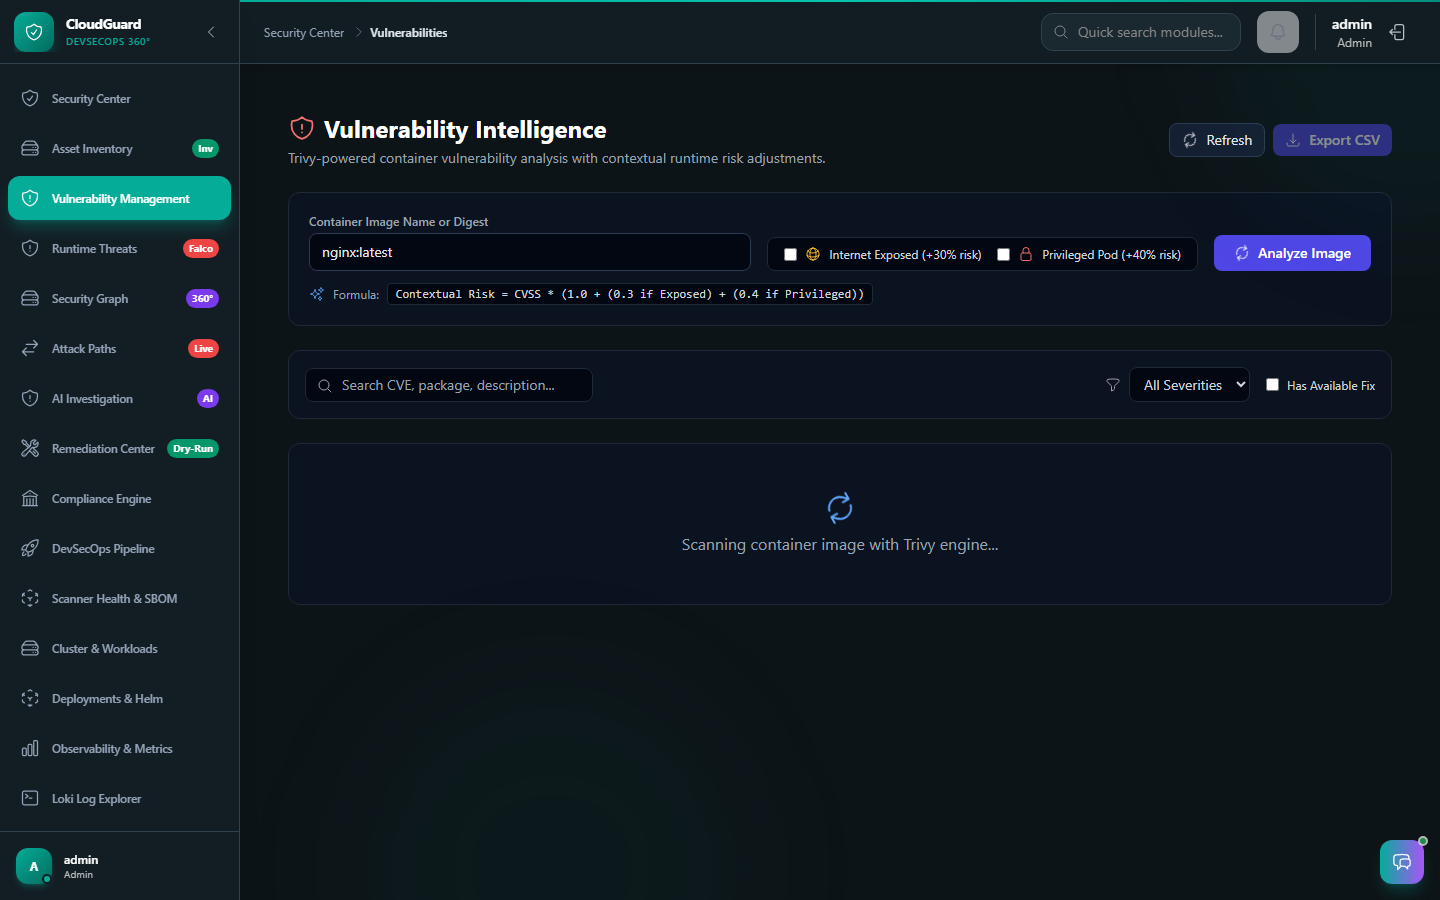 CloudGuard
DEVSECOPS 360°
Security Center
Asset Inventory
Inv
Vulnerability Management
Runtime Threats
Falco
Security Graph
360°
Attack Paths
Live
AI Investigation
AI
Remediation Center
Dry-Run
Compliance Engine
DevSecOps Pipeline
Scanner Health & SBOM
Cluster & Workloads
Deployments & Helm
Observability & Metrics
Loki Log Explorer
A
admin
Admin
Security Center
Vulnerabilities
Quick search modules...
admin
Admin
Vulnerability Intelligence
Trivy-powered container vulnerability analysis with contextual runtime risk adjustments.
Refresh
Export CSV
Container Image Name or Digest
nginx:latest
Internet Exposed (+30% risk)
Privileged Pod (+40% risk)
Analyze Image
Formula:
Contextual Risk = CVSS * (1.0 + (0.3 if Exposed) + (0.4 if Privileged))
Search CVE, package, description...
All Severities
Has Available Fix
Scanning container image with Trivy engine...